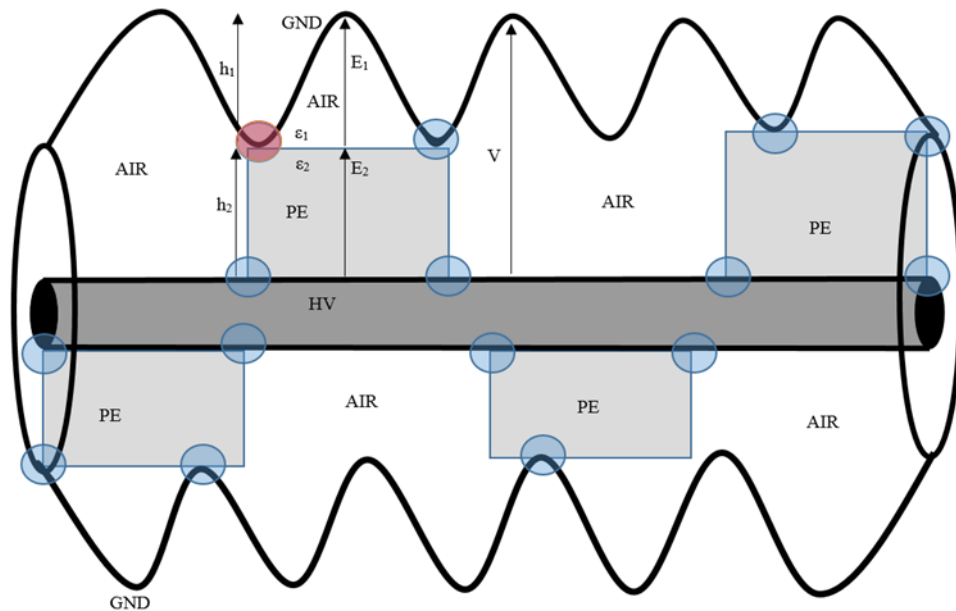 GND
h₁
E₁
AIR
ε₁
AIR
V
ε₂
E₂
h₂
PE
AIR
PE
HV
PE
AIR
PE
AIR
GND